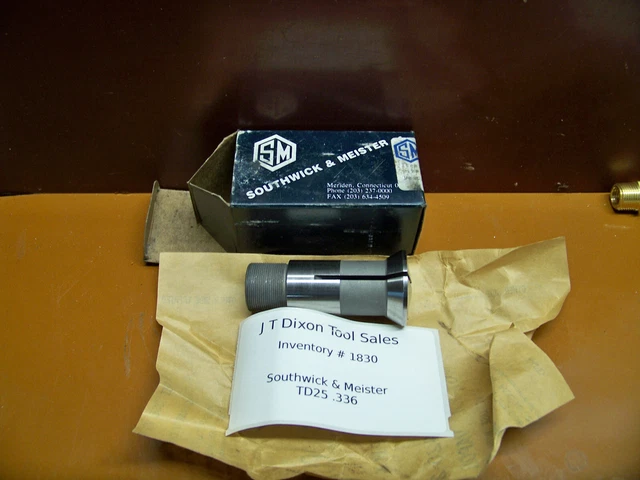 SM
SOUTHWICK & MEISTER
SM
Meriden, Connecticut
Phone (203) 237-0000
FAX (203) 634-4509
J T Dixon Tool Sales
Inventory # 1830
Southwick & Meister
TD25 .336